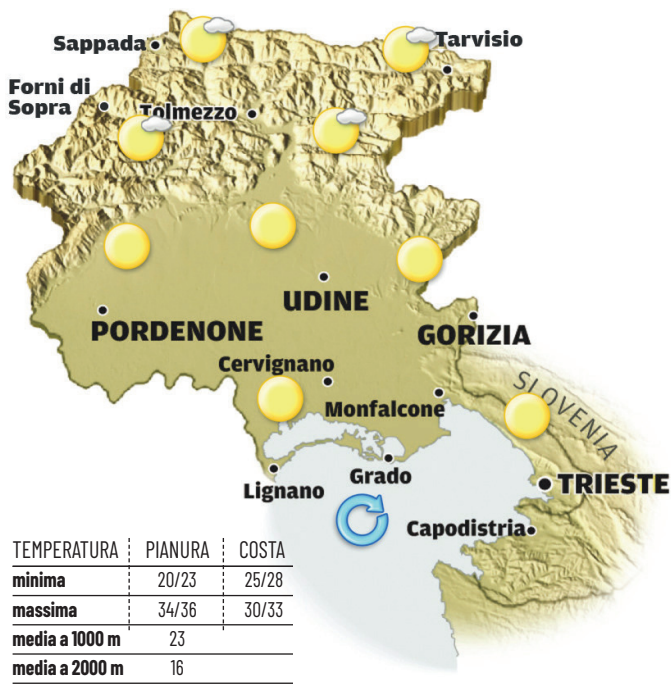 Sappada
Tarvisio
Forni di
Sopra
Tolmezzo
UDINE
PORDENONE
GORIZIA
Cervignano
SLOVENIA
Monfalcone
Grado
Lignano
TRIESTE
Capodistria
TEMPERATURA PIANURA COSTA
minima 20/23 25/28
massima 34/36 30/33
media a 1000 m 23
media a 2000 m 16